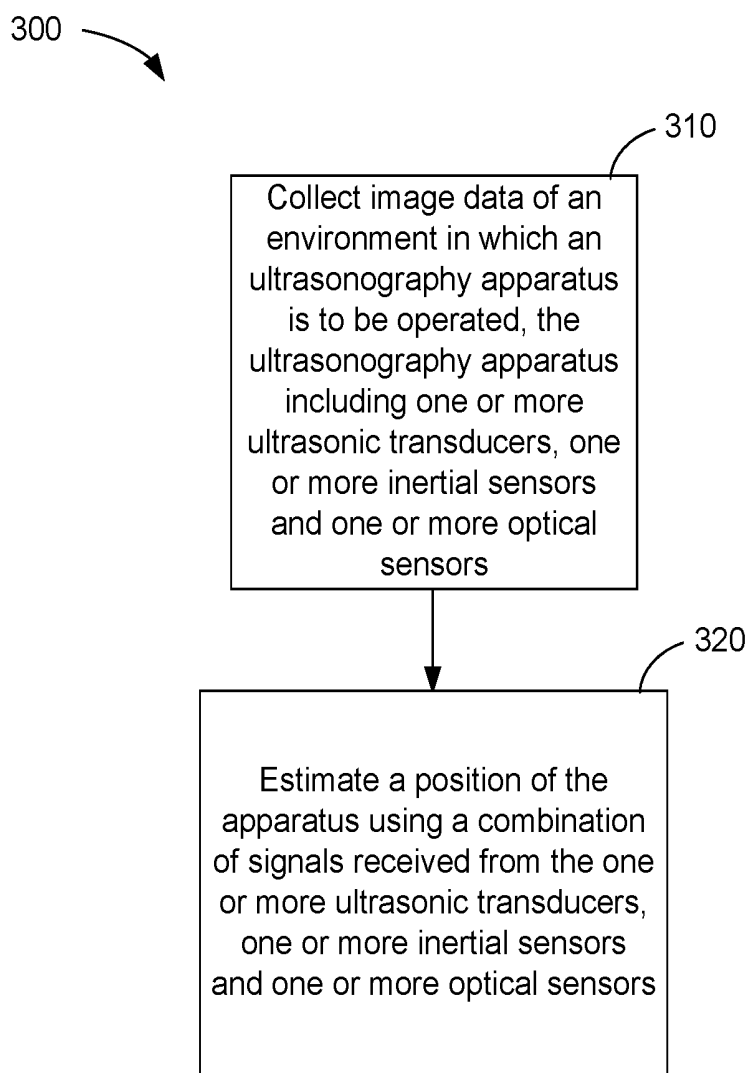 300
310
Collect image data of an
environment in which an
ultrasonography apparatus
is to be operated, the
ultrasonography apparatus
including one or more
ultrasonic transducers, one
or more inertial sensors
and one or more optical
sensors
320
Estimate a position of the
apparatus using a combination
of signals received from the one
or more ultrasonic transducers,
one or more inertial sensors
and one or more optical sensors